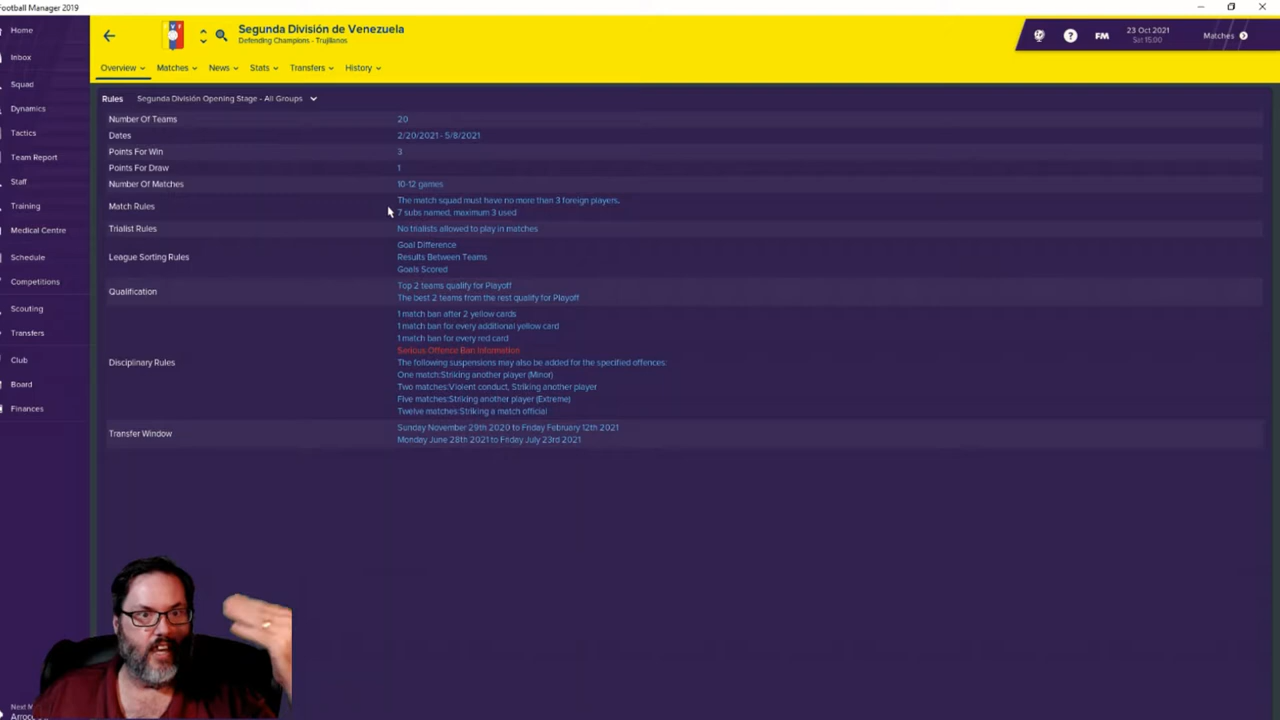 Football Manager 2019
Home
Inbox
Squad
Dynamics
Tactics
Team Report
Staff
Training
Medical Centre
Schedule
Competitions
Scouting
Transfers
Club
Board
Finances
Segunda División de Venezuela
Defending Champions - Trujillanos
FM
23 Oct 2021
Sat 15:00
Matches
Overview
Matches
News
Stats
Transfers
History
Rules
Segunda División Opening Stage - All Groups
Number Of Teams 20
Dates 2/20/2021 - 5/8/2021
Points For Win 3
Points For Draw 1
Number Of Matches 10-12 games
Match Rules The match squad must have no more than 3 foreign players.
7 subs named, maximum 3 used
Trialist Rules No trialists allowed to play in matches
League Sorting Rules Goal Difference
Results Between Teams
Goals Scored
Qualification Top 2 teams qualify for Playoff
The best 2 teams from the rest qualify for Playoff
Disciplinary Rules 1 match ban after 2 yellow cards
1 match ban for every additional yellow card
1 match ban for every red card
Serious Offence Ban Information
The following suspensions may also be added for the specified offences:
One match:Striking another player (Minor)
Two matches:Violent conduct, Striking another player
Five matches:Striking another player (Extreme)
Twelve matches:Striking a match official
Transfer Window Sunday November 29th 2020 to Friday February 12th 2021
Monday June 28th 2021 to Friday July 23rd 2021
Next M